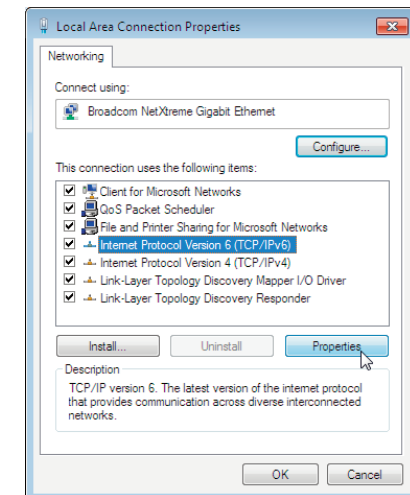 Local Area Connection Properties
Networking
Connect using:
Broadcom NetXtreme Gigabit Ethernet
Configure...
This connection uses the following items:
Client for Microsoft Networks
QoS Packet Scheduler
File and Printer Sharing for Microsoft Networks
Internet Protocol Version 6 (TCP/IPv6)
Internet Protocol Version 4 (TCP/IPv4)
Link-Layer Topology Discovery Mapper I/O Driver
Link-Layer Topology Discovery Responder
Install... Uninstall Properties
Description
TCP/IP version 6. The latest version of the internet protocol
that provides communication across diverse interconnected
networks.
OK Cancel